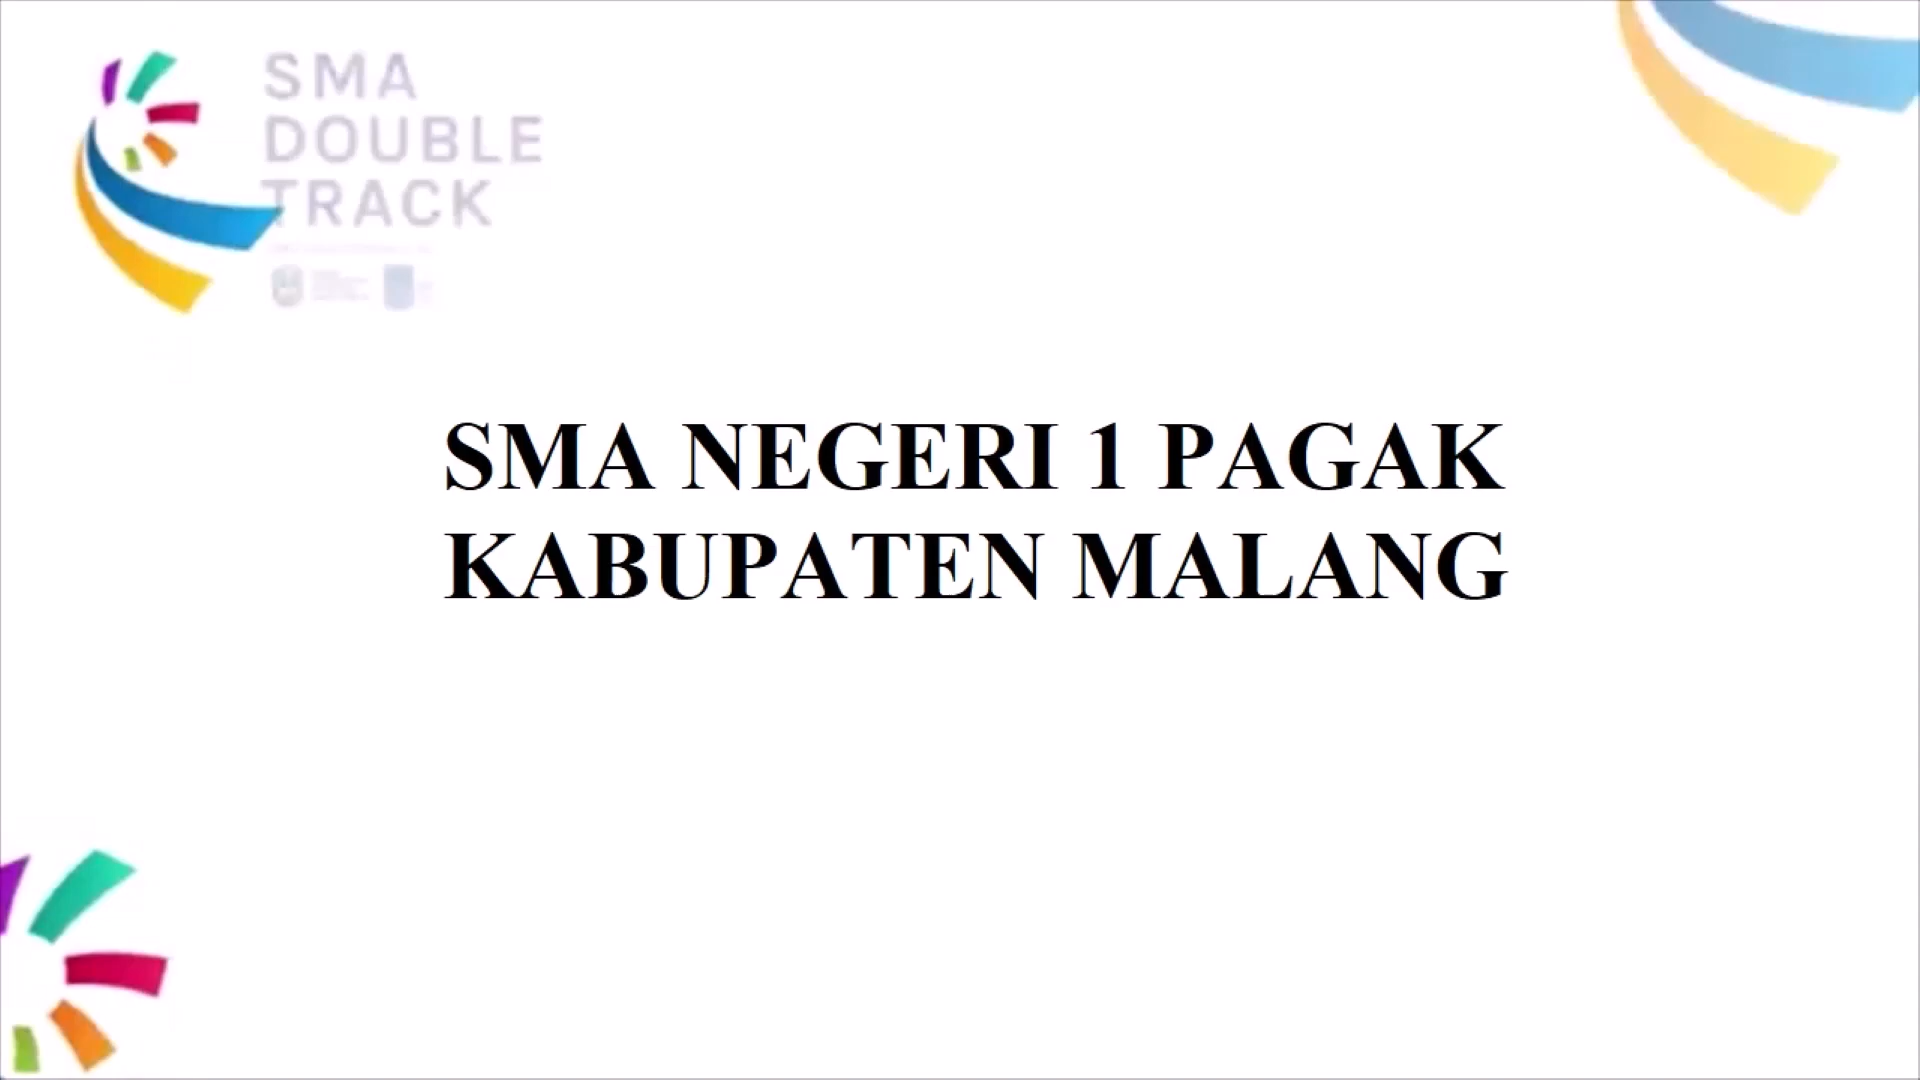 SMA
DOUBLE
TRACK
SMA NEGERI 1 PAGAK
KABUPATEN MALANG